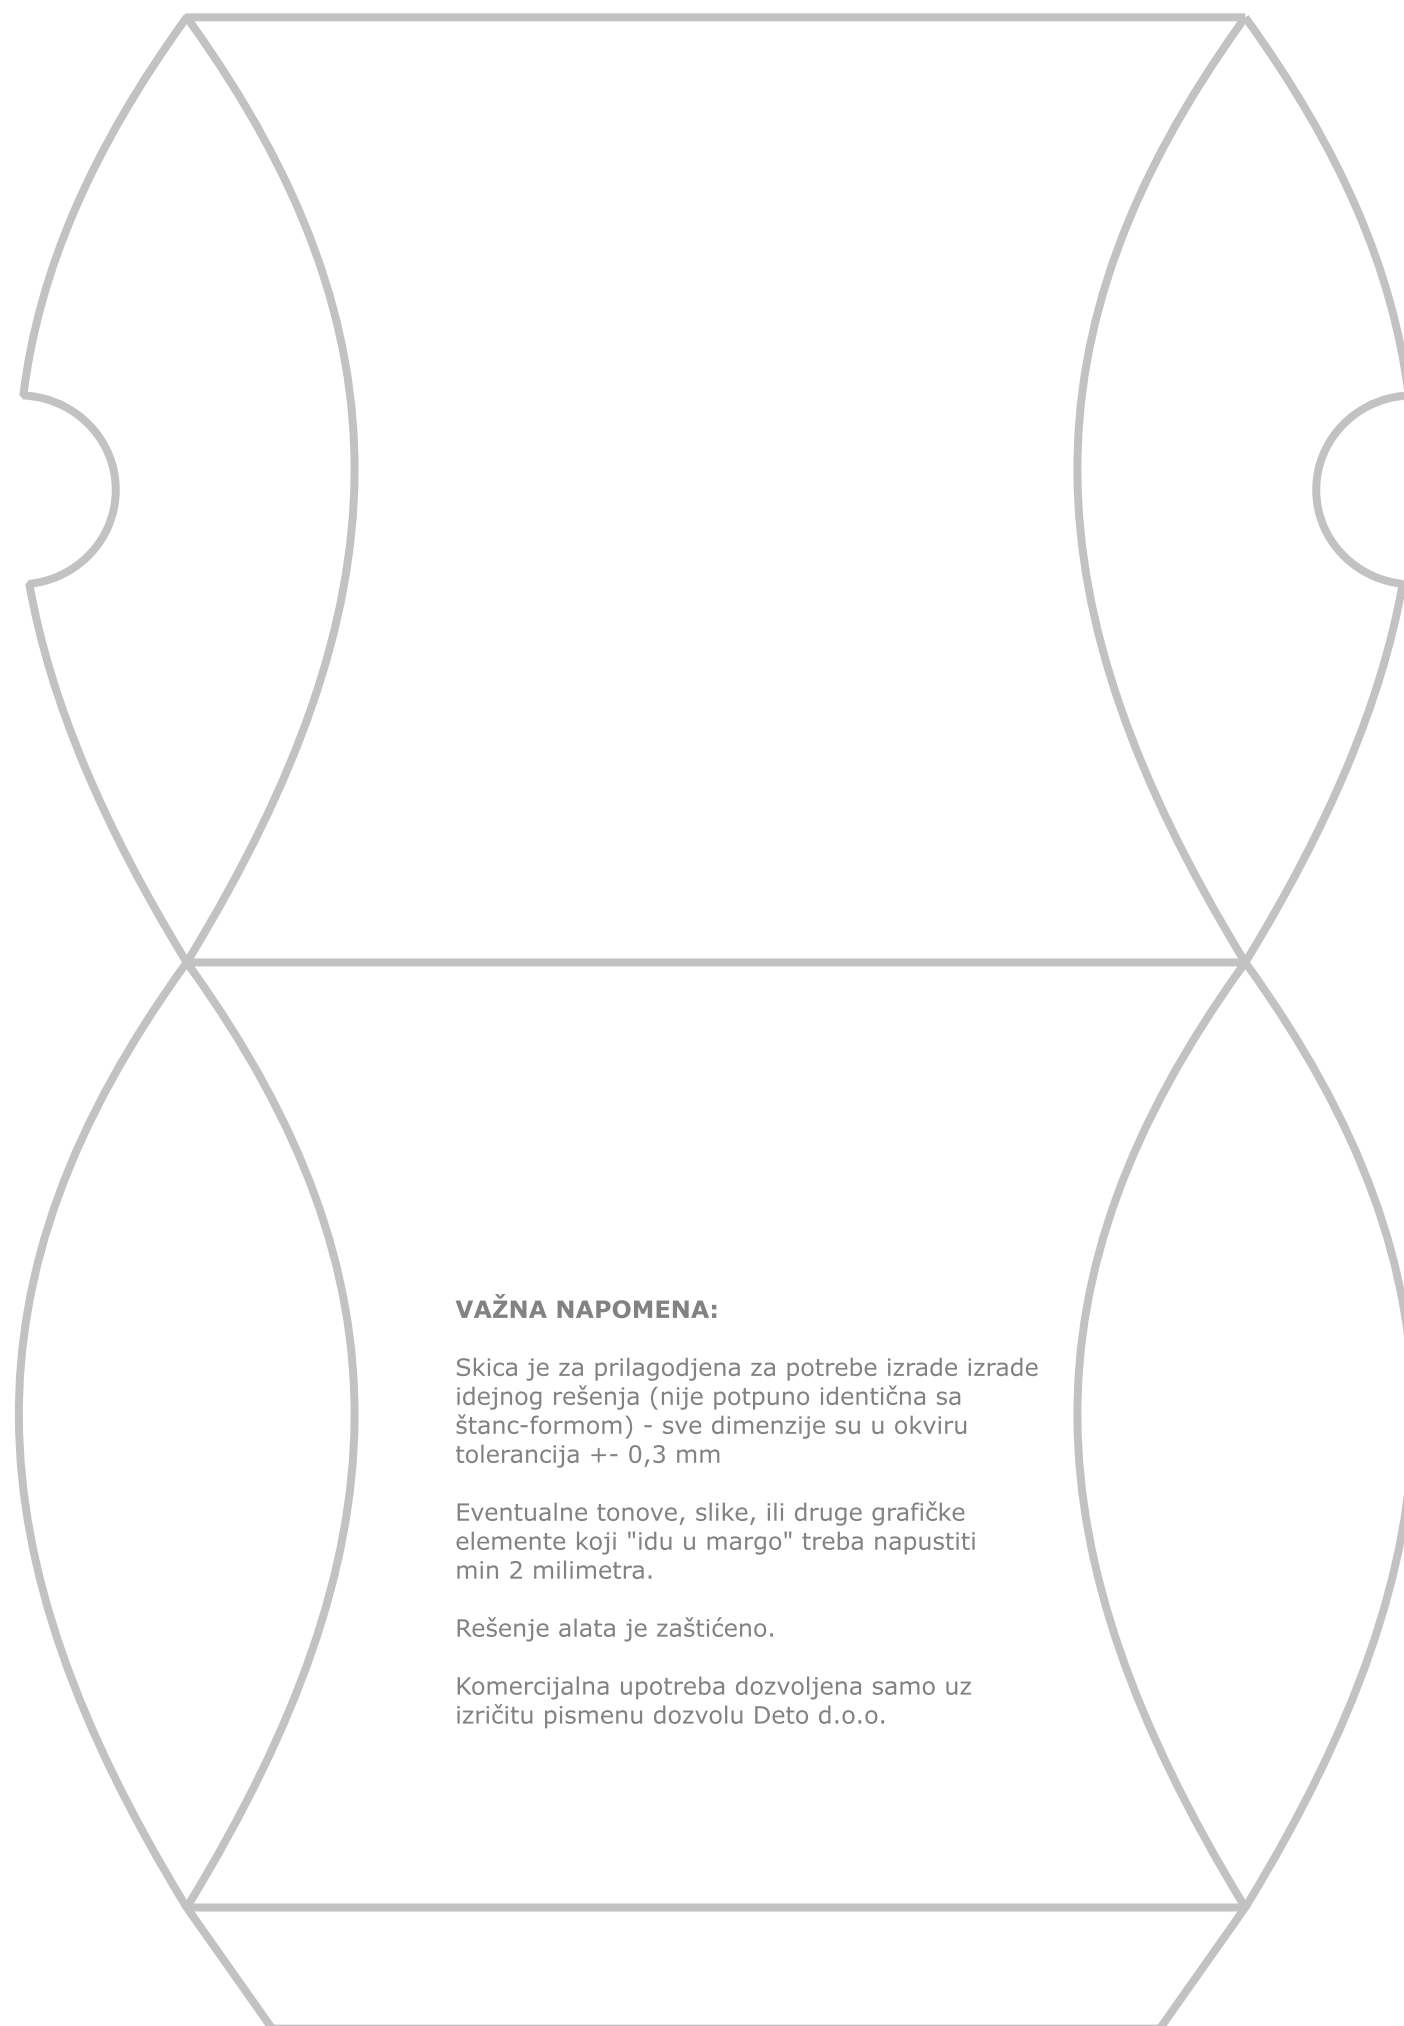 VAŽNA NAPOMENA:
Skica je za prilagodjena za potrebe izrade izrade
idejnog rešenja (nije potpuno identična sa
štanc-formom) - sve dimenzije su u okviru
tolerancija +- 0,3 mm
Eventualne tonove, slike, ili druge grafičke
elemente koji "idu u margo" treba napustiti
min 2 milimetra.
Rešenje alata je zaštićeno.
Komercijalna upotreba dozvoljena samo uz
izričitu pismenu dozvolu Deto d.o.o.